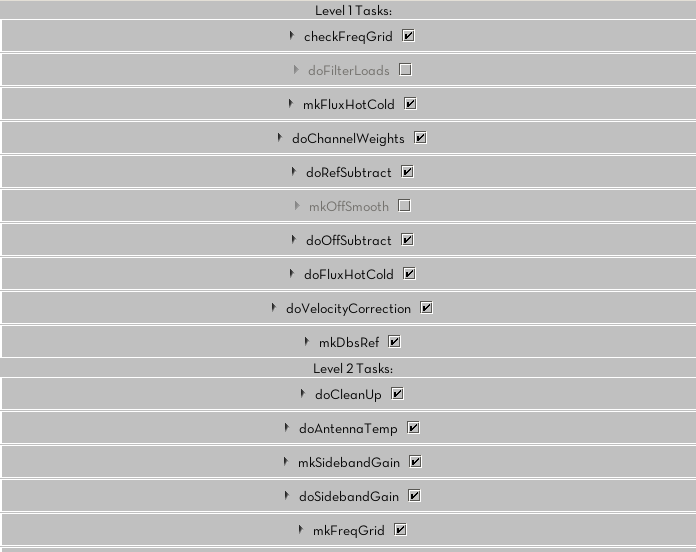 Level 1 Tasks:
checkFreqGrid
doFilterLoads
mkFluxHotCold
doChannelWeights
doRefSubtract
mkOffSmooth
doOffSubtract
doFluxHotCold
doVelocityCorrection
mkDbsRef
Level 2 Tasks:
doCleanUp
doAntennaTemp
mkSidebandGain
doSidebandGain
mkFreqGrid